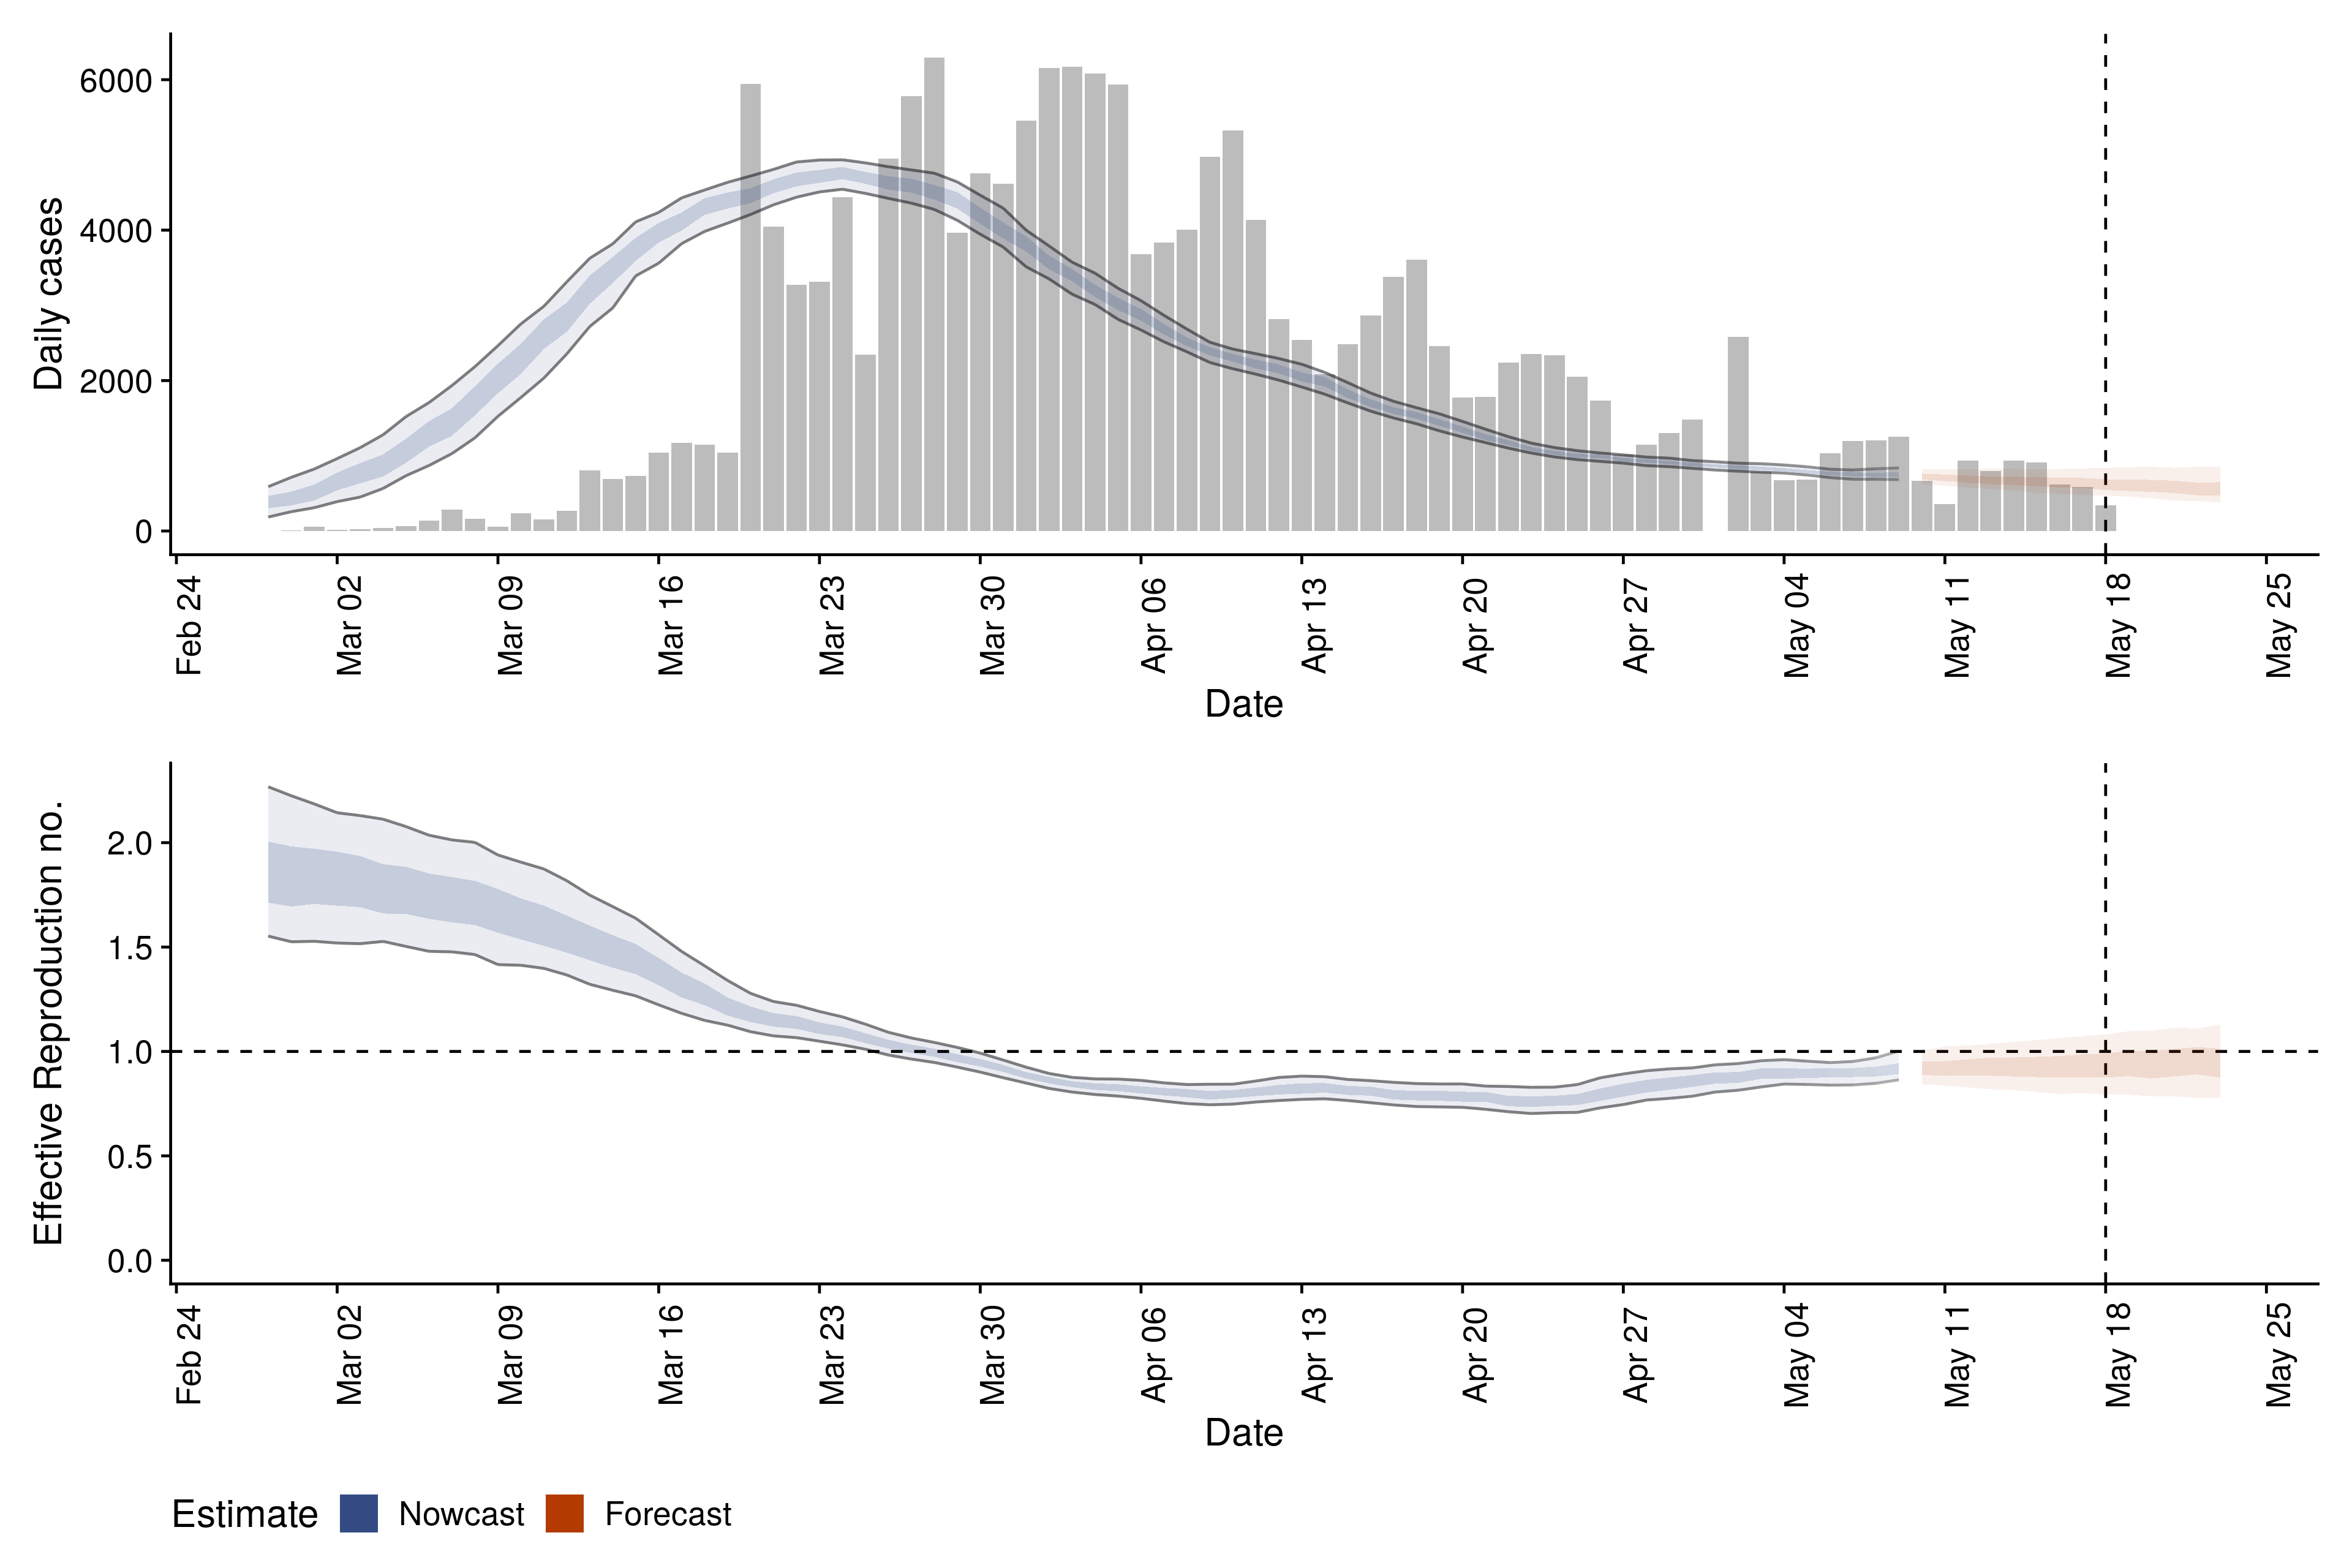 Daily cases
6000
4000
2000
0
Feb 24
Mar 02
Mar 09
Mar 16
Mar 23
Mar 30
Apr 06
Apr 13
Apr 20
Apr 27
May 04
May 11
May 18
May 25
Date
Effective Reproduction no.
2.0
1.5
1.0
0.5
0.0
Feb 24
Mar 02
Mar 09
Mar 16
Mar 23
Mar 30
Apr 06
Apr 13
Apr 20
Apr 27
May 04
May 11
May 18
May 25
Date
Estimate Nowcast Forecast